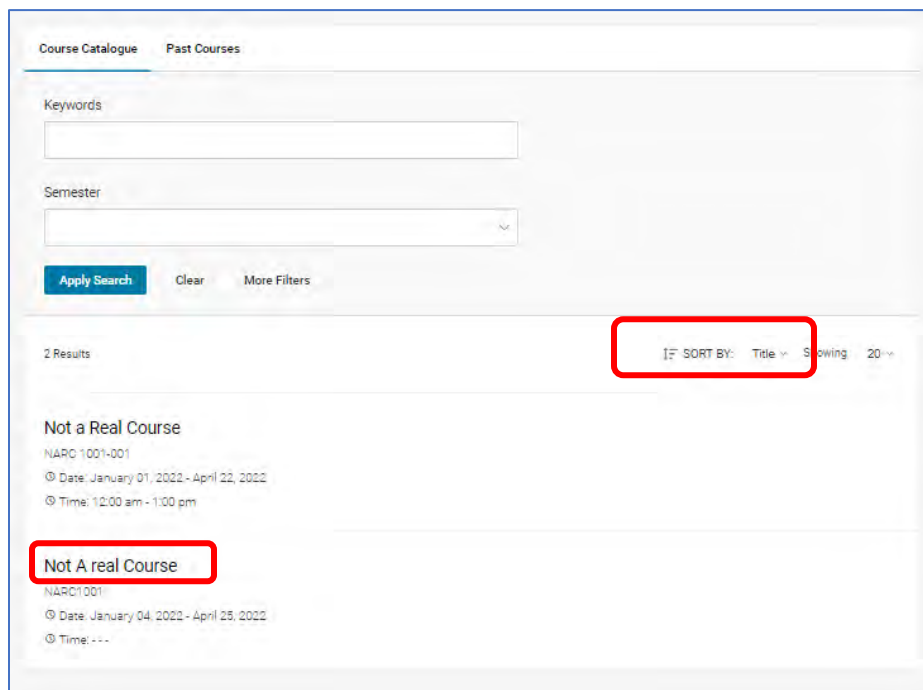 Course Catalogue Past Courses
Keywords
Semester
Apply Search Clear More Filters
2 Results SORT BY: Title Showing 20
Not a Real Course
NARC 1001-001
Date: January 01, 2022 - April 22, 2022
Time: 12:00 am - 1:00 pm
Not A real Course
NARC1001
Date: January 04, 2022 - April 25, 2022
Time: - - -